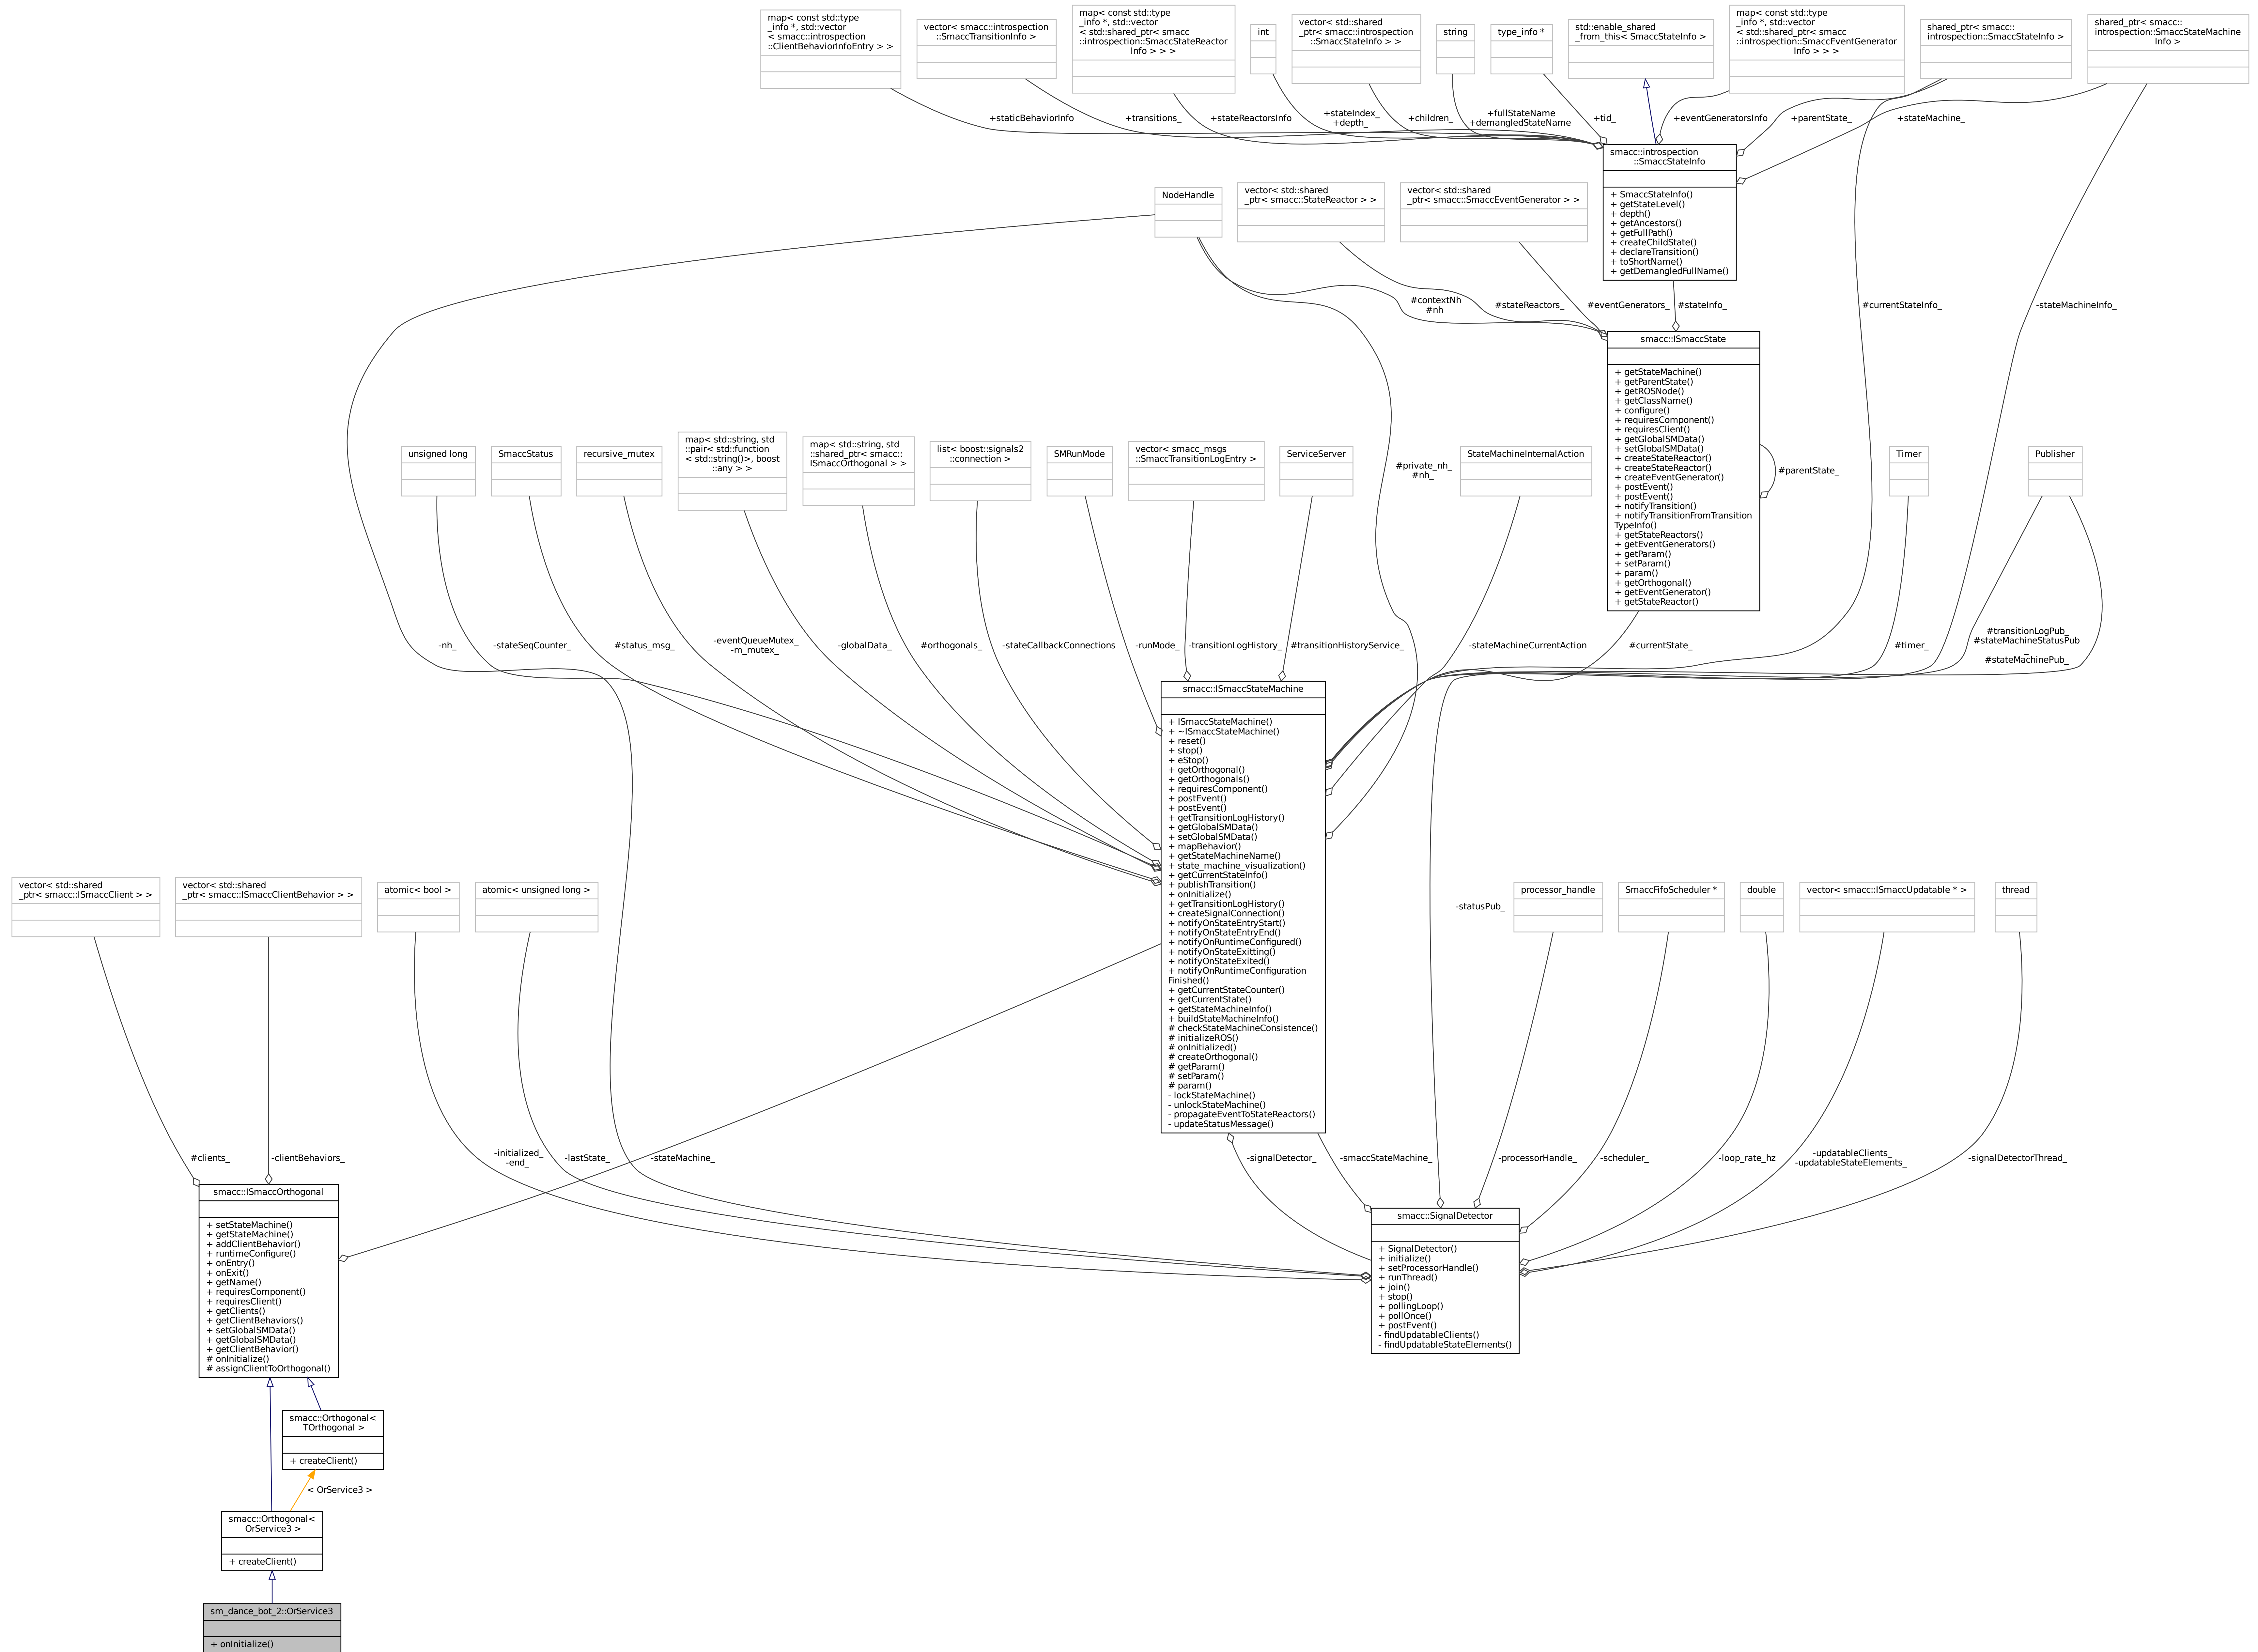 map< const std::type
_info *, std::vector
< smacc::introspection
::ClientBehaviorInfoEntry > >
vector< smacc::introspection
::SmaccTransitionInfo >
map< const std::type
_info *, std::vector
< std::shared_ptr< smacc
::introspection::SmaccStateReactor
Info > > >
int
vector< std::shared
_ptr< smacc::introspection
::SmaccStateInfo > >
string
type_info *
std::enable_shared
_from_this< SmaccStateInfo >
map< const std::type
_info *, std::vector
< std::shared_ptr< smacc
::introspection::SmaccEventGenerator
Info > > >
shared_ptr< smacc::
introspection::SmaccStateInfo >
shared_ptr< smacc::
introspection::SmaccStateMachine
Info >
+staticBehaviorInfo
+transitions_
+stateReactorsInfo
+stateIndex_
+depth_
+children_
+fullStateName
+demangledStateName
+tid_
+eventGeneratorsInfo
+parentState_
+stateMachine_
smacc::introspection
::SmaccStateInfo
+ SmaccStateInfo()
+ getStateLevel()
+ depth()
+ getAncestors()
+ getFullPath()
+ createChildState()
+ declareTransition()
+ toShortName()
+ getDemangledFullName()
NodeHandle
vector< std::shared
_ptr< smacc::StateReactor > >
vector< std::shared
_ptr< smacc::SmaccEventGenerator > >
#contextNh
#nh
#stateReactors_
#eventGenerators_
#stateInfo_
#currentStateInfo_
-stateMachineInfo_
smacc::ISmaccState
+ getStateMachine()
+ getParentState()
+ getROSNode()
+ getClassName()
+ configure()
+ requiresComponent()
+ requiresClient()
+ getGlobalSMData()
+ setGlobalSMData()
+ createStateReactor()
+ createStateReactor()
+ createEventGenerator()
+ postEvent()
+ postEvent()
+ notifyTransition()
+ notifyTransitionFromTransition
TypeInfo()
+ getStateReactors()
+ getEventGenerators()
+ getParam()
+ setParam()
+ param()
+ getOrthogonal()
+ getEventGenerator()
+ getStateReactor()
#parentState_
unsigned long
SmaccStatus
recursive_mutex
map< std::string, std
::pair< std::function
< std::string()>, boost
::any > >
map< std::string, std
::shared_ptr< smacc::
ISmaccOrthogonal > >
list< boost::signals2
::connection >
SMRunMode
vector< smacc_msgs
::SmaccTransitionLogEntry >
ServiceServer
#private_nh_
#nh_
StateMachineInternalAction
Timer
Publisher
-nh_
-stateSeqCounter_
#status_msg_
-eventQueueMutex_
-m_mutex_
-globalData_
#orthogonals_
-stateCallbackConnections
-runMode_
-transitionLogHistory_
#transitionHistoryService_
-stateMachineCurrentAction
#currentState_
#timer_
#transitionLogPub_
#stateMachineStatusPub
_
#stateMachinePub_
smacc::ISmaccStateMachine
+ ISmaccStateMachine()
+ ~ISmaccStateMachine()
+ reset()
+ stop()
+ eStop()
+ getOrthogonal()
+ getOrthogonals()
+ requiresComponent()
+ postEvent()
+ postEvent()
+ getTransitionLogHistory()
+ getGlobalSMData()
+ setGlobalSMData()
+ mapBehavior()
+ getStateMachineName()
+ state_machine_visualization()
+ getCurrentStateInfo()
+ publishTransition()
+ onInitialize()
+ getTransitionLogHistory()
+ createSignalConnection()
+ notifyOnStateEntryStart()
+ notifyOnStateEntryEnd()
+ notifyOnRuntimeConfigured()
+ notifyOnStateExitting()
+ notifyOnStateExited()
+ notifyOnRuntimeConfiguration
Finished()
+ getCurrentStateCounter()
+ getCurrentState()
+ getStateMachineInfo()
+ buildStateMachineInfo()
# checkStateMachineConsistence()
# initializeROS()
# onInitialized()
# createOrthogonal()
# getParam()
# setParam()
# param()
- lockStateMachine()
- unlockStateMachine()
- propagateEventToStateReactors()
- updateStatusMessage()
vector< std::shared
_ptr< smacc::ISmaccClient > >
vector< std::shared
_ptr< smacc::ISmaccClientBehavior > >
atomic< bool >
atomic< unsigned long >
-statusPub_
processor_handle
SmaccFifoScheduler *
double
vector< smacc::ISmaccUpdatable * >
thread
#clients_
-clientBehaviors_
-initialized_
-end_
-lastState_
-stateMachine_
-signalDetector_
-smaccStateMachine_
-processorHandle_
-scheduler_
-loop_rate_hz
-updatableClients_
-updatableStateElements_
-signalDetectorThread_
smacc::ISmaccOrthogonal
+ setStateMachine()
+ getStateMachine()
+ addClientBehavior()
+ runtimeConfigure()
+ onEntry()
+ onExit()
+ getName()
+ requiresComponent()
+ requiresClient()
+ getClients()
+ getClientBehaviors()
+ setGlobalSMData()
+ getGlobalSMData()
+ getClientBehavior()
# onInitialize()
# assignClientToOrthogonal()
smacc::SignalDetector
+ SignalDetector()
+ initialize()
+ setProcessorHandle()
+ runThread()
+ join()
+ stop()
+ pollingLoop()
+ pollOnce()
+ postEvent()
- findUpdatableClients()
- findUpdatableStateElements()
smacc::Orthogonal<
TOrthogonal >
+ createClient()
< OrService3 >
smacc::Orthogonal<
OrService3 >
+ createClient()
sm_dance_bot_2::OrService3
+ onInitialize()